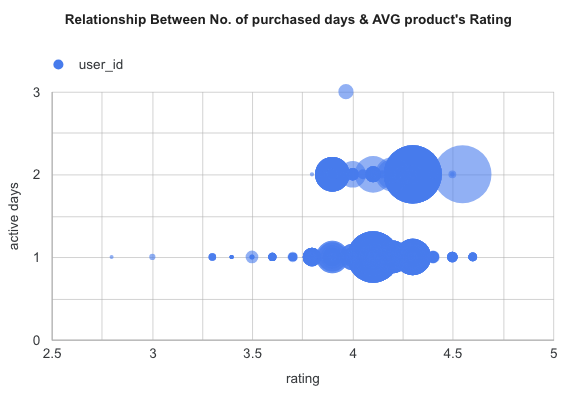 Relationship Between No. of purchased days & AVG product's Rating
user_id
3
2
1
0
active days
2.5 3 3.5 4 4.5 5
rating